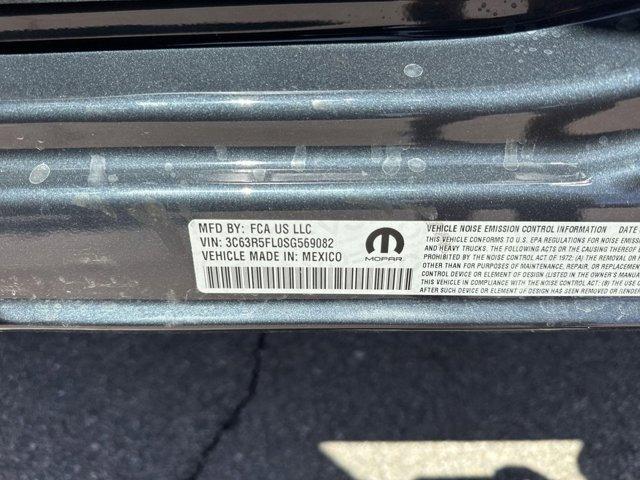 MFD BY: FCA US LLC
VIN: 3C63R5FL0SG569082
VEHICLE MADE IN: MEXICO
MOPAR
VEHICLE NOISE EMISSION CONTROL INFORMATION DATE
THIS VEHICLE CONFORMS TO U.S. EPA REGULATIONS FOR NOISE EMISSION
AND HEAVY TRUCKS. THE FOLLOWING ACTS OR THE CAUSING THEREOF B
PROHIBITED BY THE NOISE CONTROL ACT OF 1972: (A) THE REMOVAL OR
OTHER THAN FOR PURPOSES OF MAINTENANCE, REPAIR, OR REPLACEMENT
CONTROL DEVICE OR ELEMENT OF DESIGN (LISTED IN THE OWNER'S MANUA
THIS VEHICLE IN COMPLIANCE WITH THE NOISE CONTROL ACT: (B) THE USE
AFTER SUCH DEVICE OR ELEMENT OF DESIGN HAS BEEN REMOVED OR RENDER